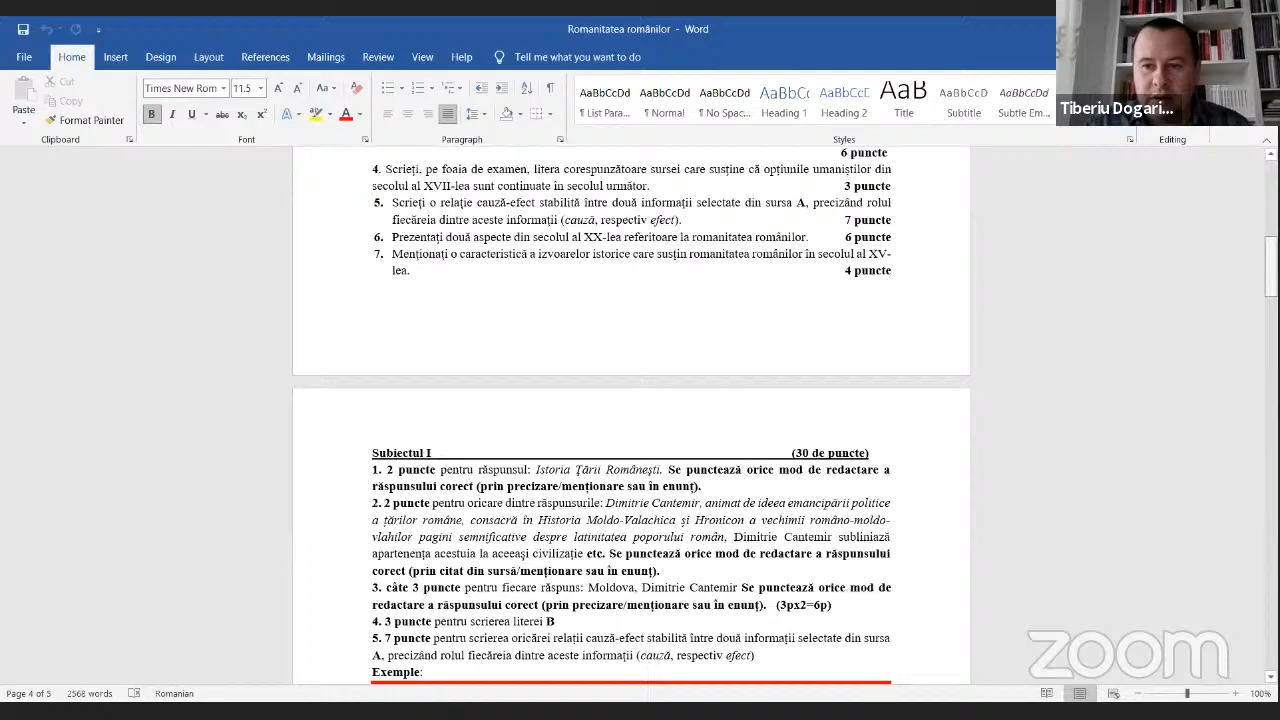 Romanitatea românilor - Word
File Home Insert Design Layout References Mailings Review View Help Tell me what you want to do
Tiberiu Dogari...
Paste
Cut
Copy
Format Painter
Times New Rom 11.5
AaBbCcDd AaBbCcDd AaBbCcDd AaBbCc AaBbCcD AaB AaBbCcD AaBbCcDd
¶ List Para... ¶ Normal ¶ No Spac... Heading 1 Heading 2 Title Subtitle Subtle Em...
Clipboard Font Paragraph Styles Editing
6 puncte
4. Scrieți, pe foaia de examen, litera corespunzătoare sursei care susține că opțiunile umaniștilor din
secolul al XVII-lea sunt continuate în secolul următor. 3 puncte
5. Scrieți o relație cauză-efect stabilită între două informații selectate din sursa A, precizând rolul
fiecăreia dintre aceste informații (cauză, respectiv efect). 7 puncte
6. Prezentați două aspecte din secolul al XX-lea referitoare la romanitatea românilor. 6 puncte
7. Menționați o caracteristică a izvoarelor istorice care susțin romanitatea românilor în secolul al XV-
lea. 4 puncte
Subiectul I (30 de puncte)
1. 2 puncte pentru răspunsul: Istoria Țării Românești. Se punctează orice mod de redactare a
răspunsului corect (prin precizare/menționare sau în enunț).
2. 2 puncte pentru oricare dintre răspunsurile: Dimitrie Cantemir, animat de ideea emancipării politice
a țărilor române, consacră în Historia Moldo-Valachica și Hronicon a vechimii româno-moldo-
vlahilor pagini semnificative despre latinitatea poporului român, Dimitrie Cantemir subliniază
apartenența acestuia la aceeași civilizație etc. Se punctează orice mod de redactare a răspunsului
corect (prin citat din sursă/menționare sau în enunț).
3. câte 3 puncte pentru fiecare răspuns: Moldova, Dimitrie Cantemir Se punctează orice mod de
redactare a răspunsului corect (prin precizare/menționare sau în enunț). (3px2=6p)
4. 3 puncte pentru scrierea literei B
5. 7 puncte pentru scrierea oricărei relații cauză-efect stabilită între două informații selectate din sursa
A, precizând rolul fiecăreia dintre aceste informații (cauză, respectiv efect)
Exemple:
zoom
Page 4 of 5 2568 words Romanian 100%